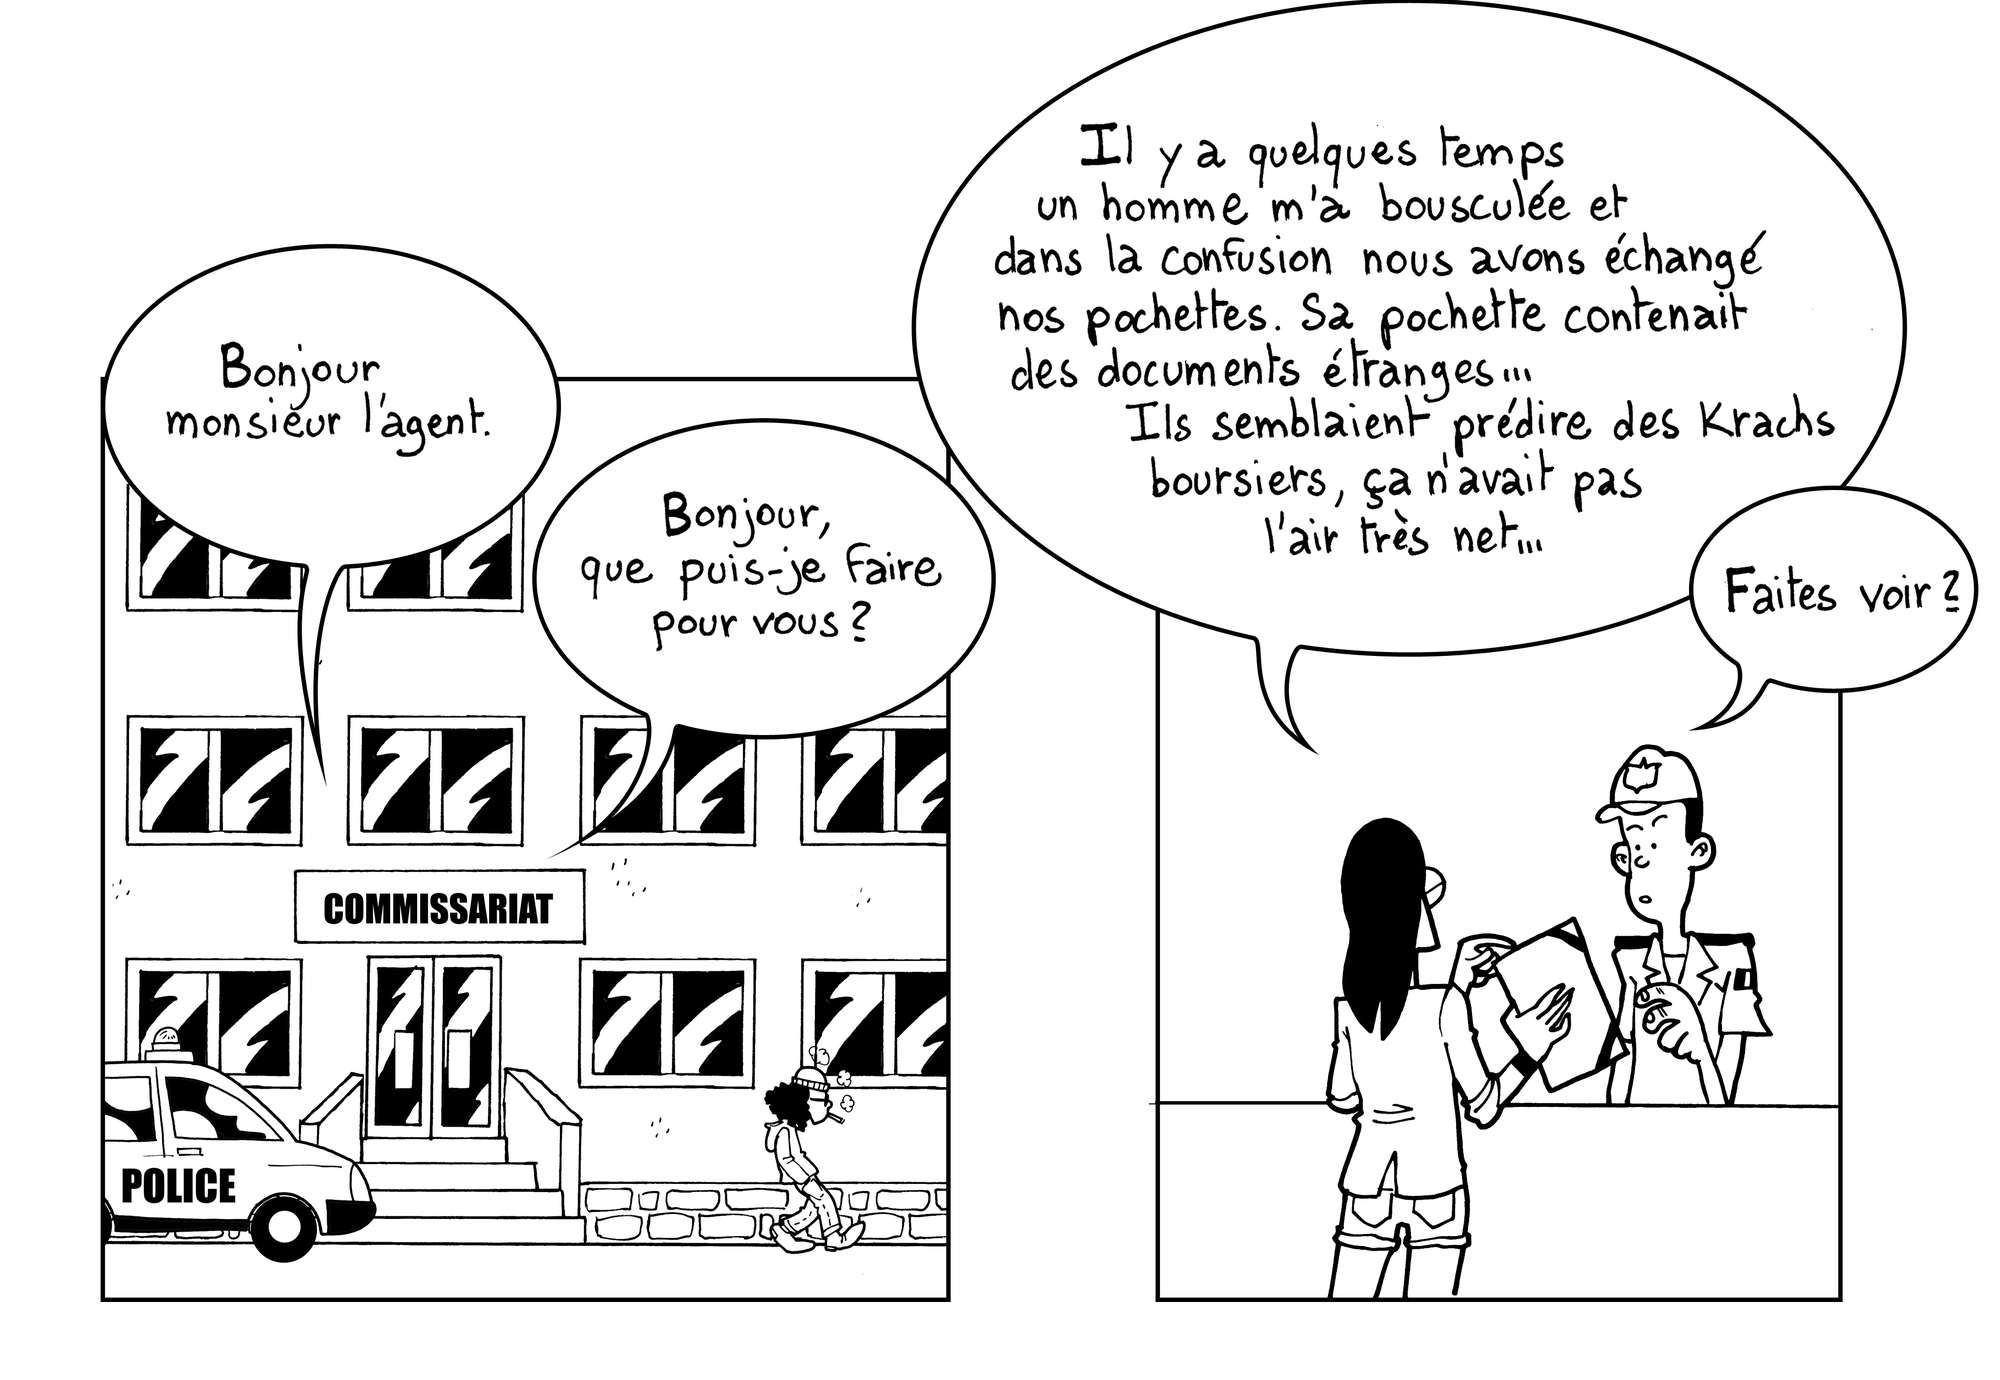 Bonjour
monsieur l'agent.
Bonjour,
que puis-je faire
pour vous ?
COMMISSARIAT
POLICE
Il y a quelques temps
un homme m'a bousculée et
dans la confusion nous avons échangé
nos pochettes. Sa pochette contenait
des documents étranges...
Ils semblaient prédire des Krachs
boursiers, ça n'avait pas
l'air très net...
Faites voir ?